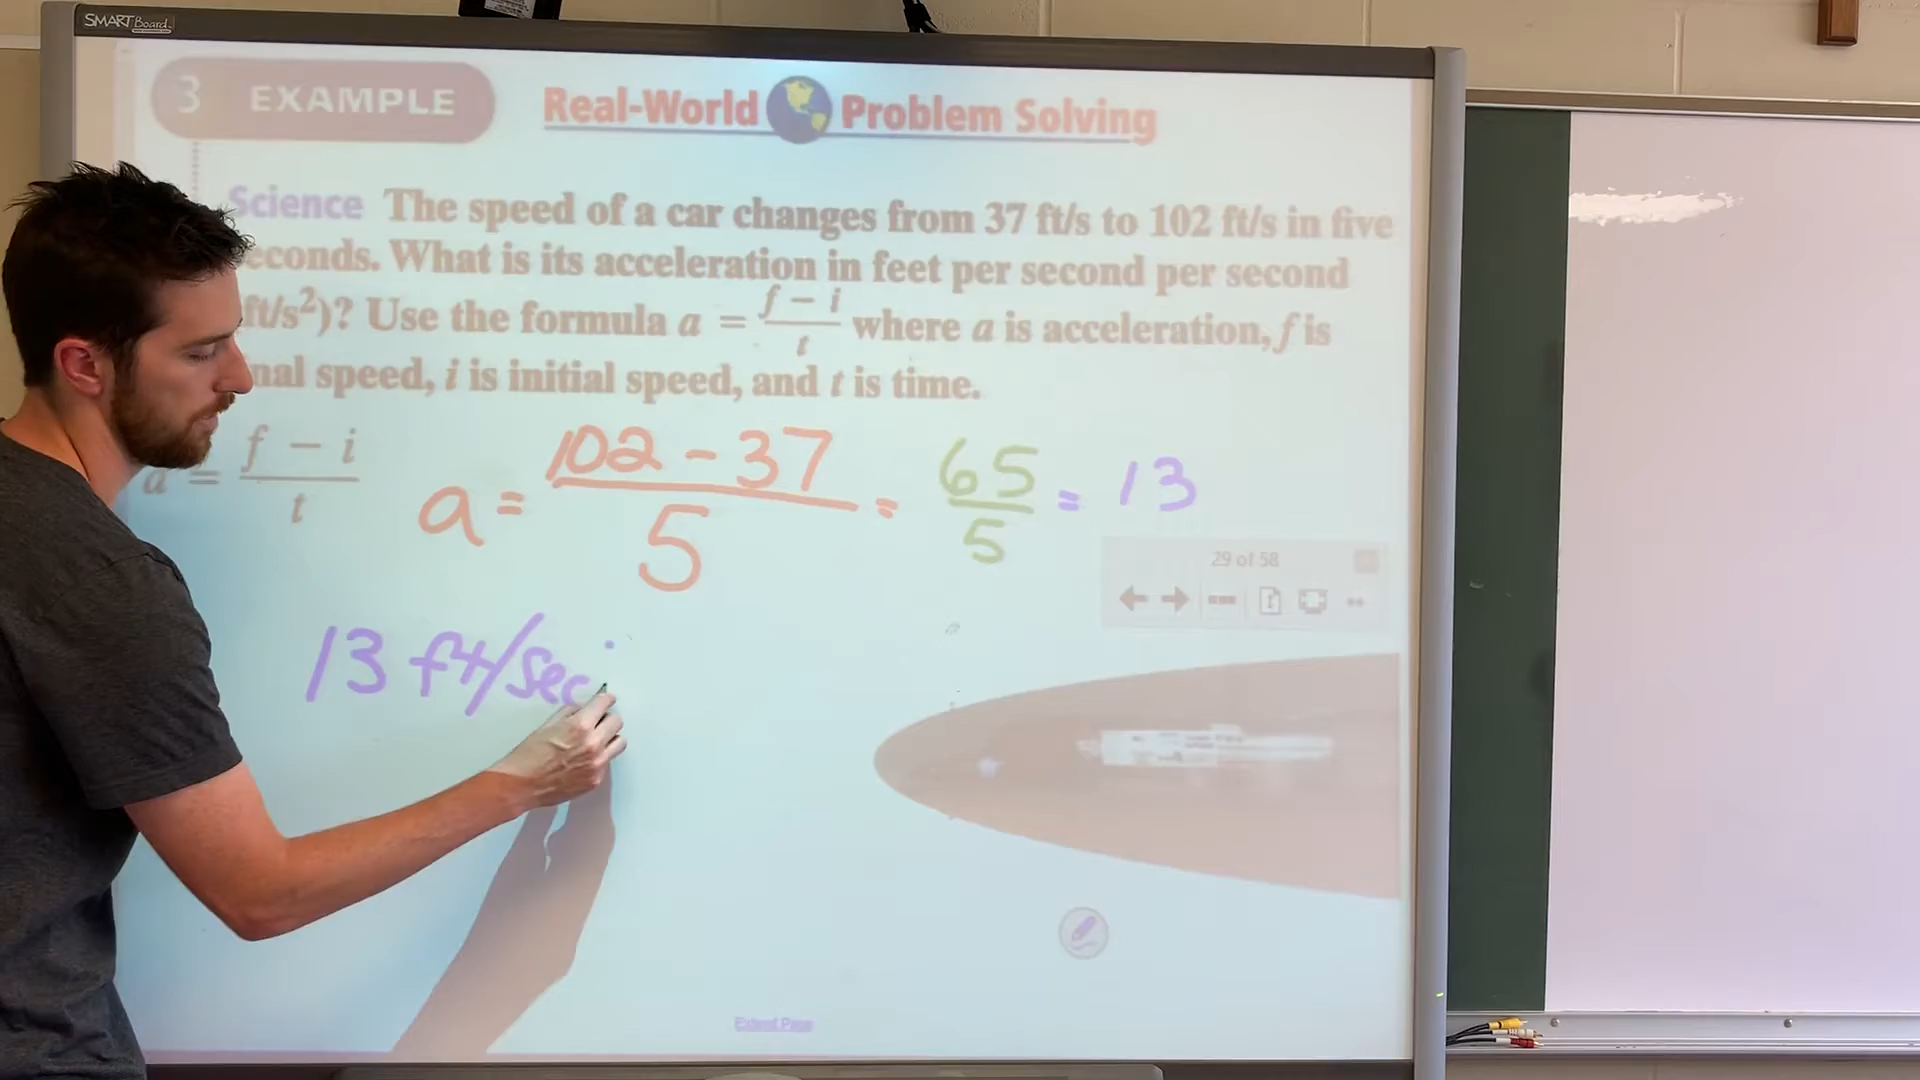 SMART Board
3 EXAMPLE Real-World Problem Solving
Science The speed of a car changes from 37 ft/s to 102 ft/s in five
econds. What is its acceleration in feet per second per second
ft/s²)? Use the formula a = f – i / t where a is acceleration, f is
nal speed, i is initial speed, and t is time.
a = f – i / t
a = 102 - 37 / 5 = 65 / 5 = 13
29 of 58
13 ft/sec
Extend Page